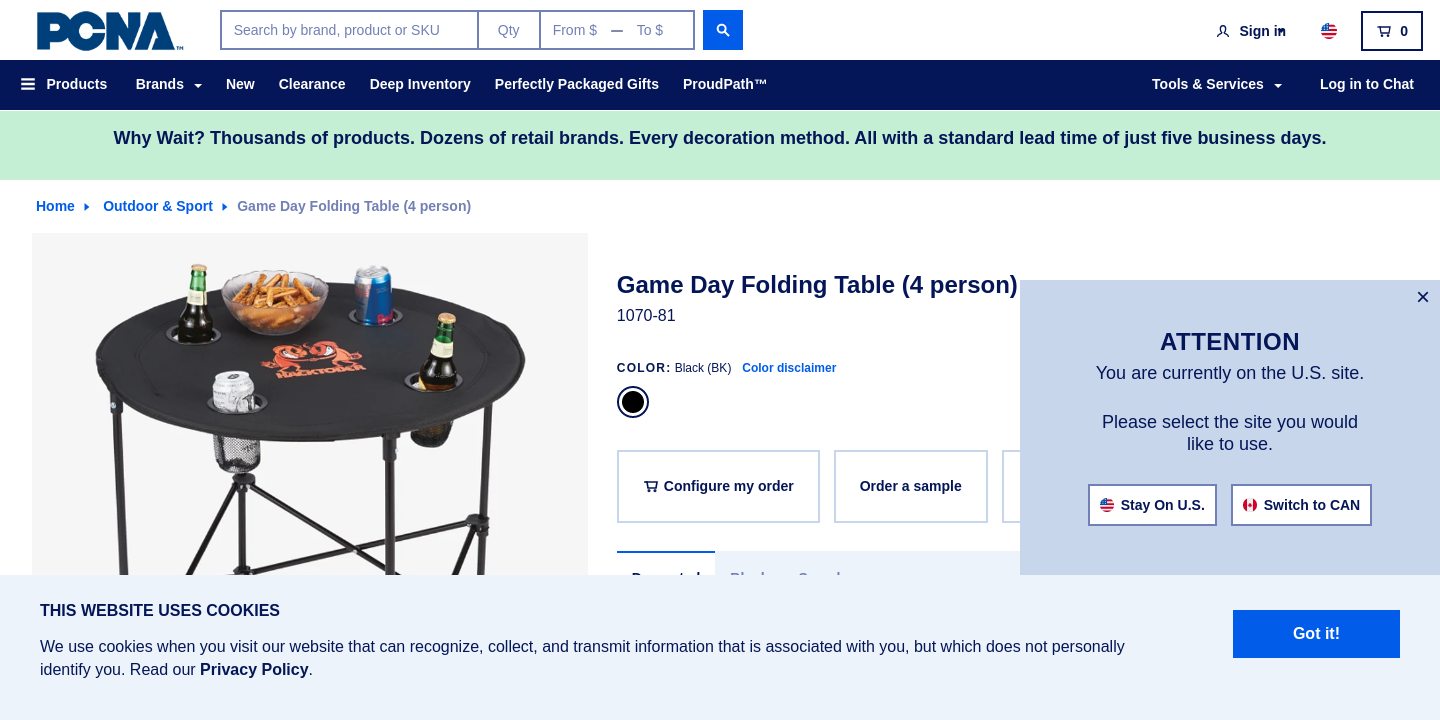 PCNA™
Search by brand, product or SKU
Qty
From $ — To $
Sign in
0
Products
Brands
New
Clearance
Deep Inventory
Perfectly Packaged Gifts
ProudPath™
Tools & Services
Log in to Chat
Why Wait? Thousands of products. Dozens of retail brands. Every decoration method. All with a standard lead time of just five business days.
Home
Outdoor & Sport
Game Day Folding Table (4 person)
HACKTOBER
Game Day Folding Table (4 person)
1070-81
COLOR: Black (BK) Color disclaimer
Configure my order
Order a sample
×
ATTENTION
You are currently on the U.S. site.
Please select the site you would
like to use.
Stay On U.S.
Switch to CAN
THIS WEBSITE USES COOKIES
We use cookies when you visit our website that can recognize, collect, and transmit information that is associated with you, but which does not personally
identify you. Read our Privacy Policy.
Got it!